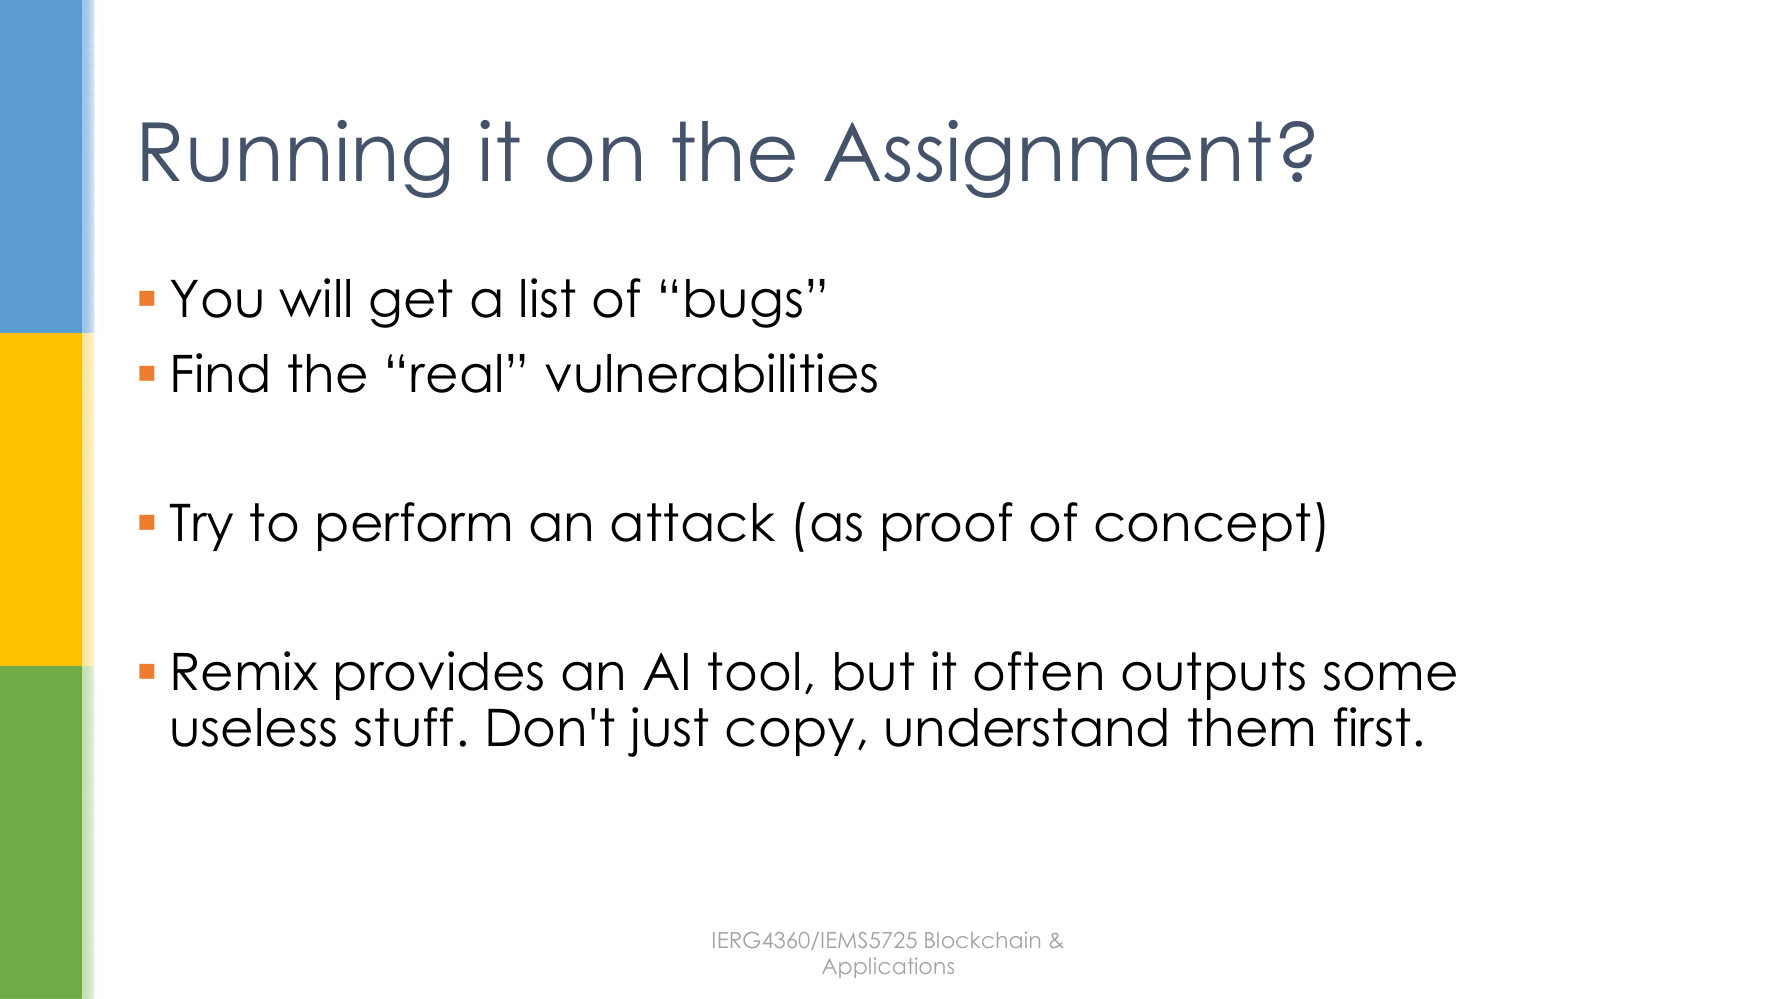 Running it on the Assignment?
You will get a list of “bugs”
Find the “real” vulnerabilities
Try to perform an attack (as proof of concept)
Remix provides an AI tool, but it often outputs some
useless stuff. Don't just copy, understand them first.
IERG4360/IEMS5725 Blockchain &
Applications